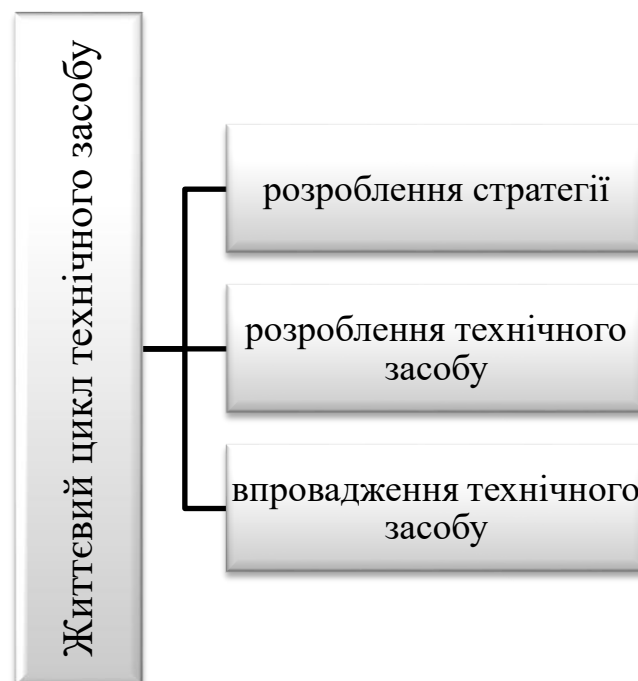 Життєвий цикл технічного засобу
розроблення стратегії
розроблення технічного
засобу
впровадження технічного
засобу